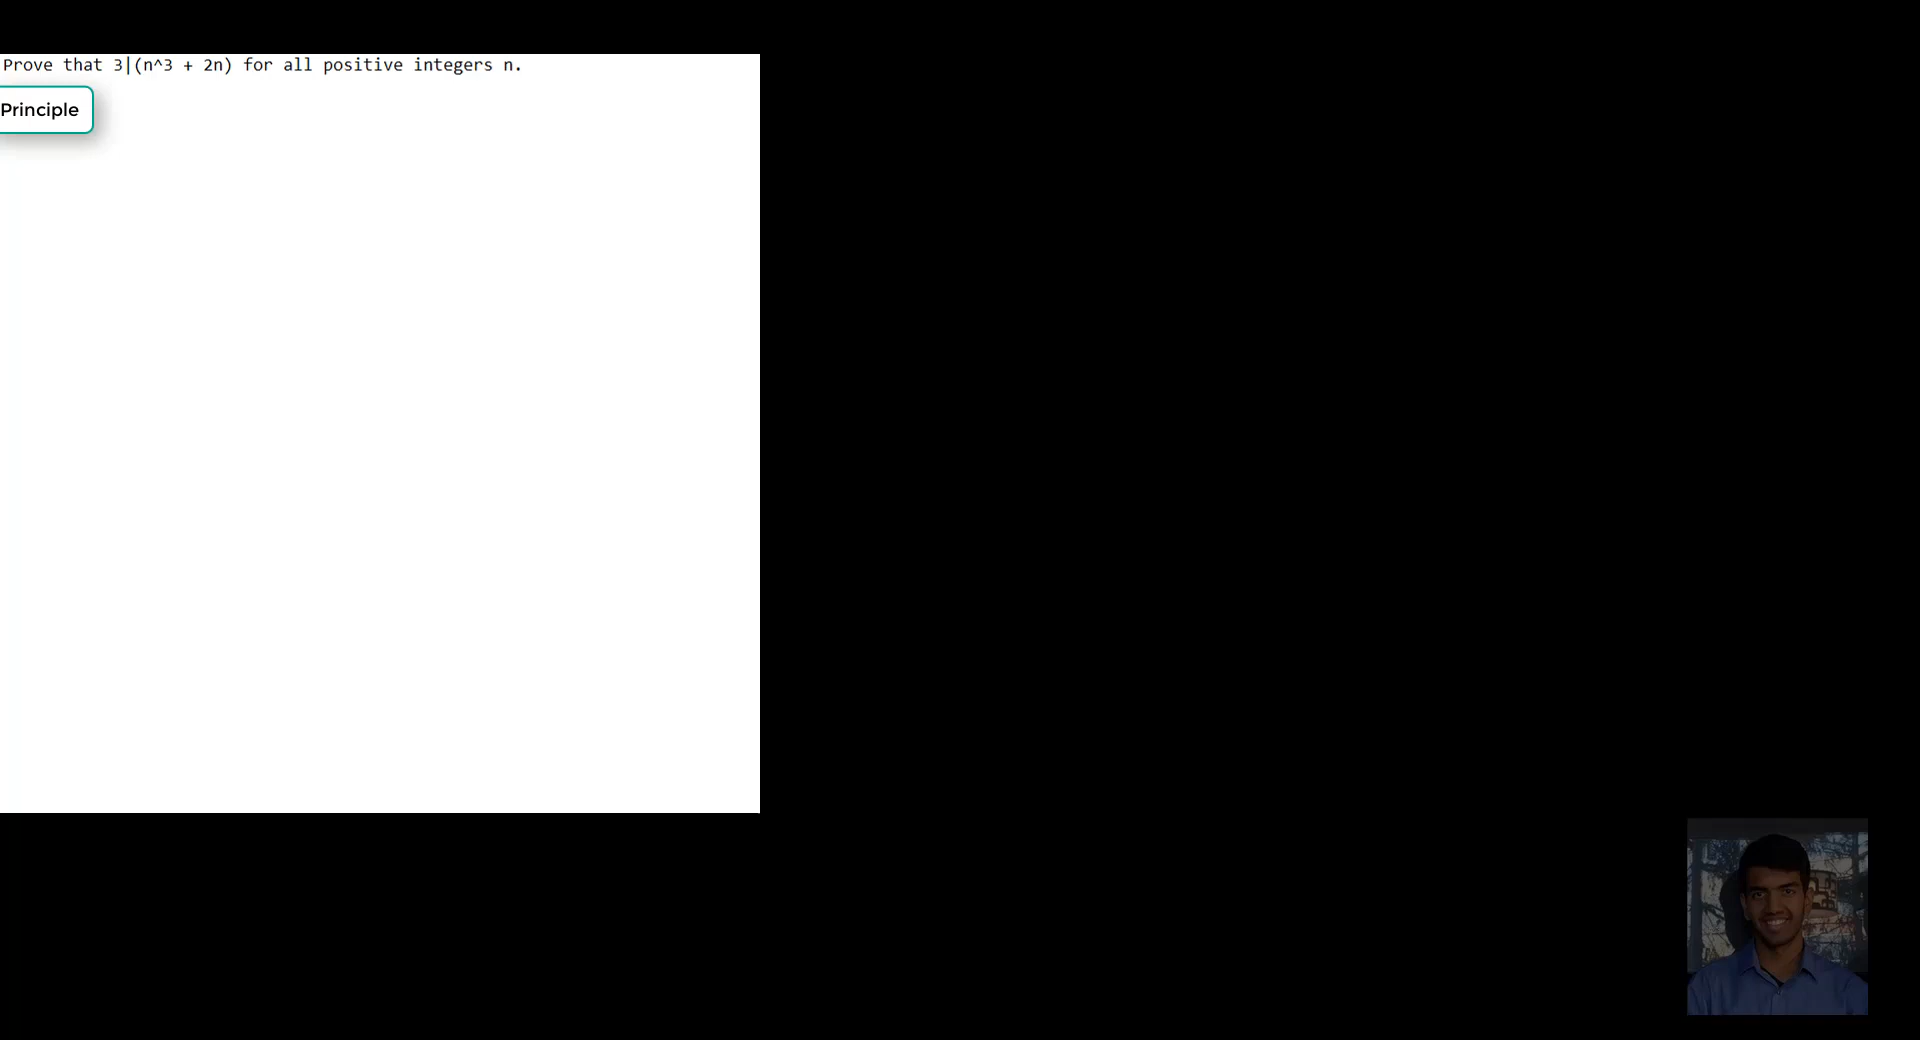 Prove that 3|(n^3 + 2n) for all positive integers n.
Principle